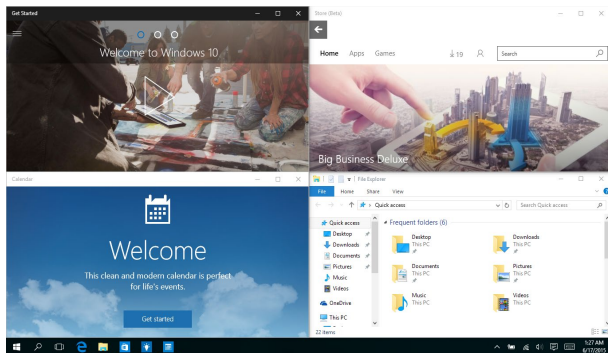 Get Started
Welcome to Windows 10
Store (Beta)
Home Apps Games 19 Search
Big Business Deluxe
Calendar
Welcome
This clean and modern calendar is perfect
for life's events.
Get started
File Explorer
File Home Share View
Quick access Search Quick access
Quick access
Desktop
Downloads
Documents
Pictures
Music
Videos
OneDrive
This PC
Frequent folders (6)
Desktop
This PC
Downloads
This PC
Documents
This PC
Pictures
This PC
Music
This PC
Videos
This PC
22 items
1:27 AM
6/17/2015